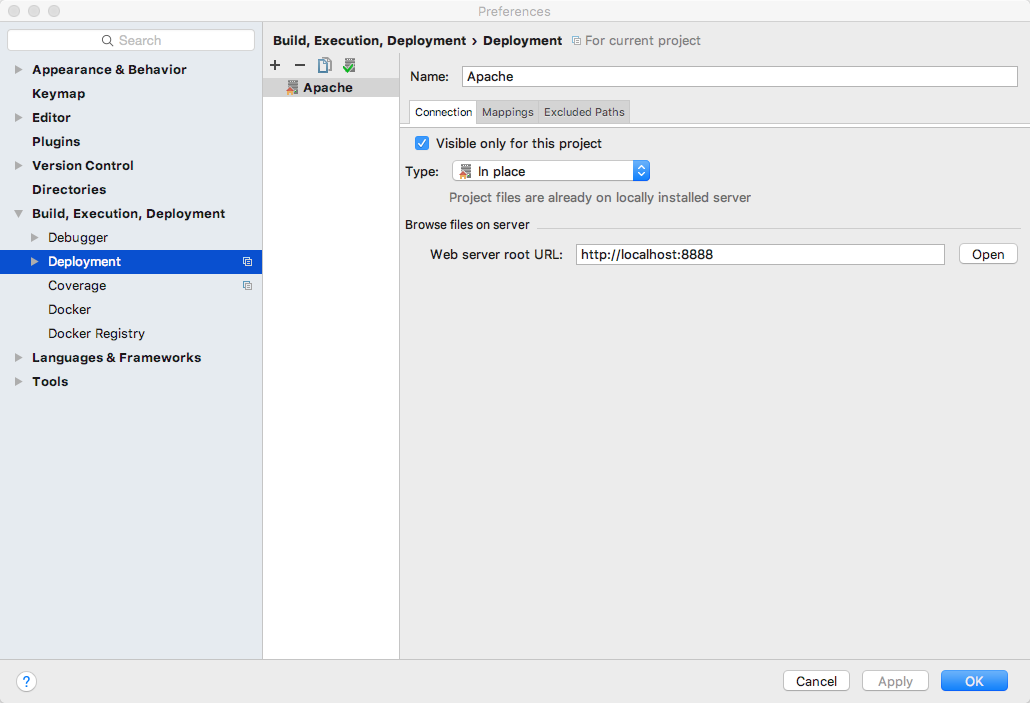 Preferences
Search
Appearance & Behavior
Keymap
Editor
Plugins
Version Control
Directories
Build, Execution, Deployment
Debugger
Deployment
Coverage
Docker
Docker Registry
Languages & Frameworks
Tools
Build, Execution, Deployment › Deployment For current project
Apache
Name: Apache
Connection Mappings Excluded Paths
Visible only for this project
Type: In place
Project files are already on locally installed server
Browse files on server
Web server root URL: http://localhost:8888 Open
? Cancel Apply OK